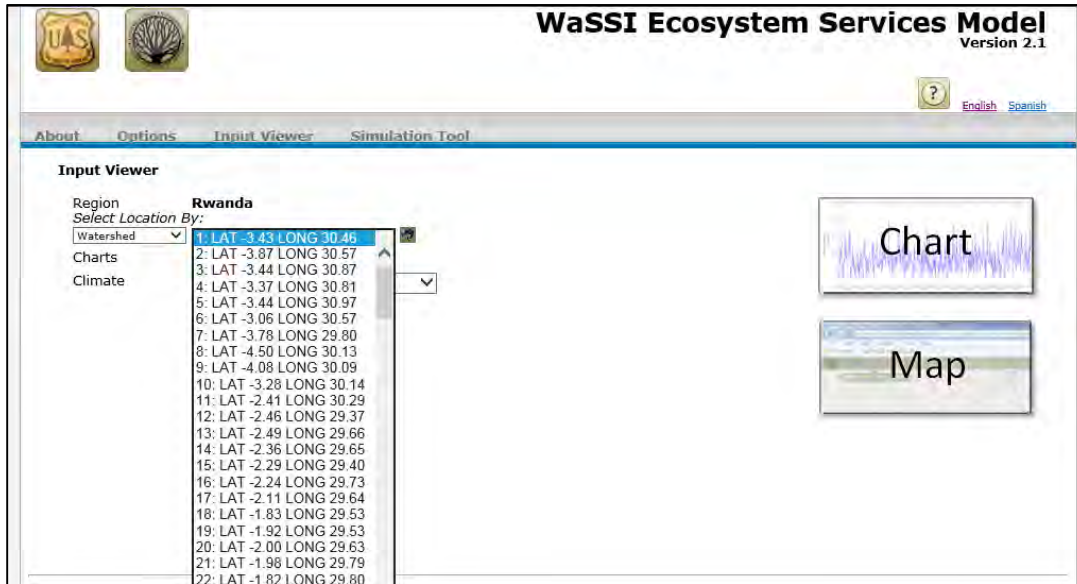 UAS
WaSSI Ecosystem Services Model
Version 2.1
?
English Spanish
About Options Input Viewer Simulation Tool
Input Viewer
Region Rwanda
Select Location By:
Watershed
1: LAT -3.43 LONG 30.46
2: LAT -3.87 LONG 30.57
Charts
3: LAT -3.44 LONG 30.87
Climate
4: LAT -3.37 LONG 30.81
5: LAT -3.44 LONG 30.97
6: LAT -3.06 LONG 30.57
7: LAT -3.78 LONG 29.80
8: LAT -4.50 LONG 30.13
9: LAT -4.08 LONG 30.09
10: LAT -3.28 LONG 30.14
11: LAT -2.41 LONG 30.29
12: LAT -2.46 LONG 29.37
13: LAT -2.49 LONG 29.66
14: LAT -2.36 LONG 29.65
15: LAT -2.29 LONG 29.40
16: LAT -2.24 LONG 29.73
17: LAT -2.11 LONG 29.64
18: LAT -1.83 LONG 29.53
19: LAT -1.92 LONG 29.53
20: LAT -2.00 LONG 29.63
21: LAT -1.98 LONG 29.79
22: LAT -1.82 LONG 29.80
Chart
Map